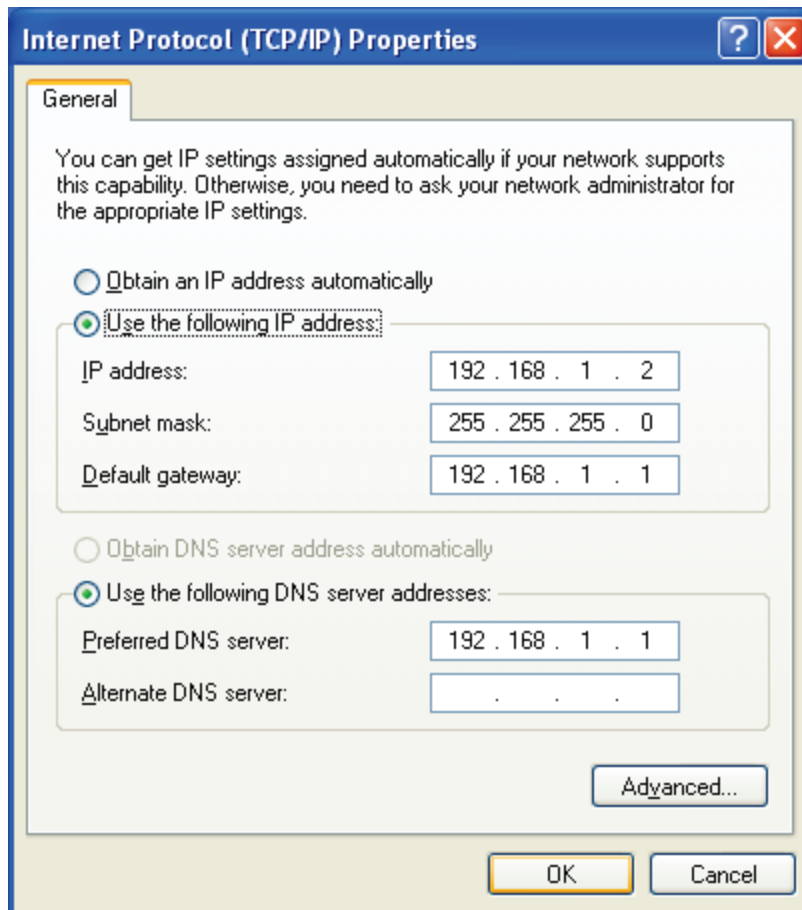 Internet Protocol (TCP/IP) Properties
General
You can get IP settings assigned automatically if your network supports
this capability. Otherwise, you need to ask your network administrator for
the appropriate IP settings.
Obtain an IP address automatically
Use the following IP address:
IP address: 192 . 168 . 1 . 2
Subnet mask: 255 . 255 . 255 . 0
Default gateway: 192 . 168 . 1 . 1
Obtain DNS server address automatically
Use the following DNS server addresses:
Preferred DNS server: 192 . 168 . 1 . 1
Alternate DNS server: . . .
Advanced...
OK Cancel